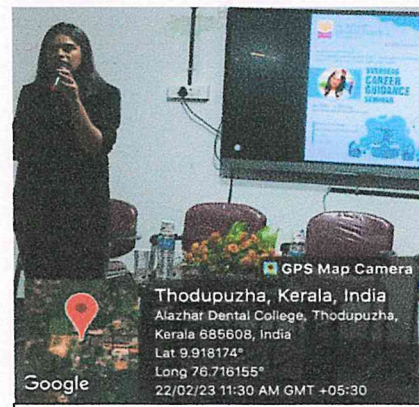 OVERSEAS
CAREER
GUIDANCE
SEMINAR
GPS Map Camera
Thodupuzha, Kerala, India
Alazhar Dental College, Thodupuzha,
Kerala 685608, India
Lat 9.918174°
Long 76.716155°
22/02/23 11:30 AM GMT +05:30
Google